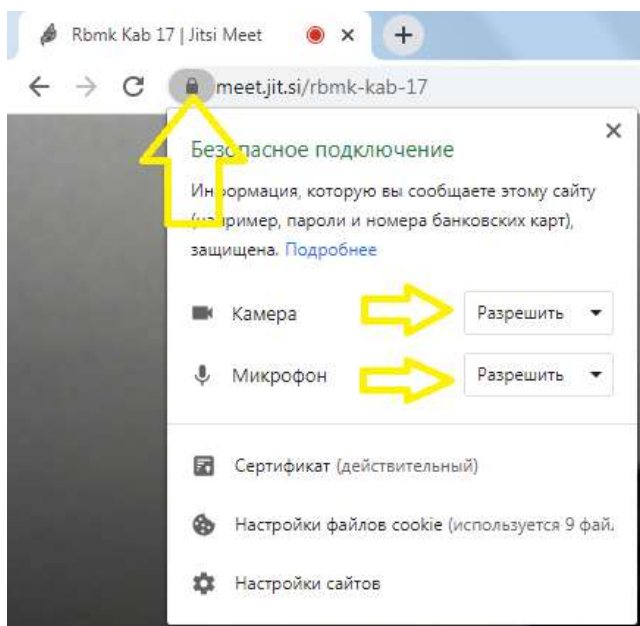 Rbmk Kab 17 | Jitsi Meet
meet.jit.si/rbmk-kab-17
Безопасное подключение
Информация, которую вы сообщаете этому сайту
(например, пароли и номера банковских карт),
защищена. Подробнее
Камера Разрешить
Микрофон Разрешить
Сертификат (действительный)
Настройки файлов cookie (используется 9 фай
Настройки сайтов